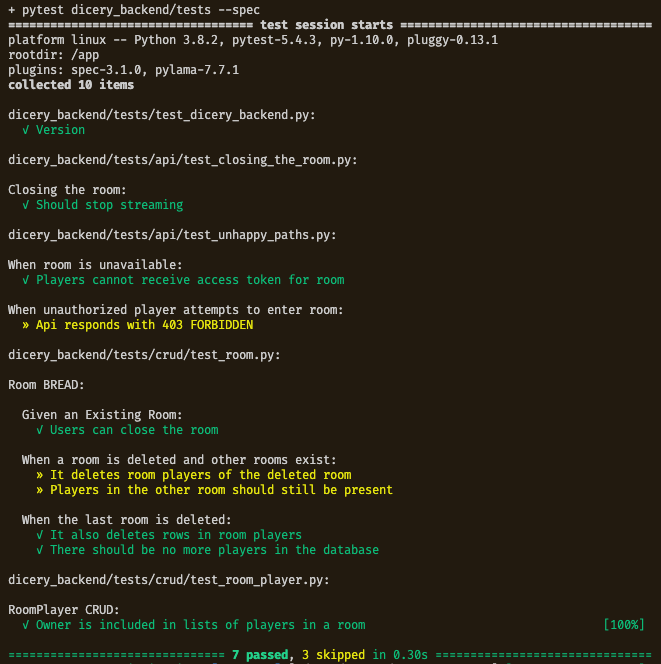 + pytest dicery_backend/tests --spec
=================================== test session starts ====================================
platform linux -- Python 3.8.2, pytest-5.4.3, py-1.10.0, pluggy-0.13.1
rootdir: /app
plugins: spec-3.1.0, pylama-7.7.1
collected 10 items
dicery_backend/tests/test_dicery_backend.py:
√ Version
dicery_backend/tests/api/test_closing_the_room.py:
Closing the room:
√ Should stop streaming
dicery_backend/tests/api/test_unhappy_paths.py:
When room is unavailable:
√ Players cannot receive access token for room
When unauthorized player attempts to enter room:
» Api responds with 403 FORBIDDEN
dicery_backend/tests/crud/test_room.py:
Room BREAD:
Given an Existing Room:
√ Users can close the room
When a room is deleted and other rooms exist:
» It deletes room players of the deleted room
» Players in the other room should still be present
When the last room is deleted:
√ It also deletes rows in room players
√ There should be no more players in the database
dicery_backend/tests/crud/test_room_player.py:
RoomPlayer CRUD:
√ Owner is included in lists of players in a room [100%]
=============================== 7 passed, 3 skipped in 0.30s ===============================